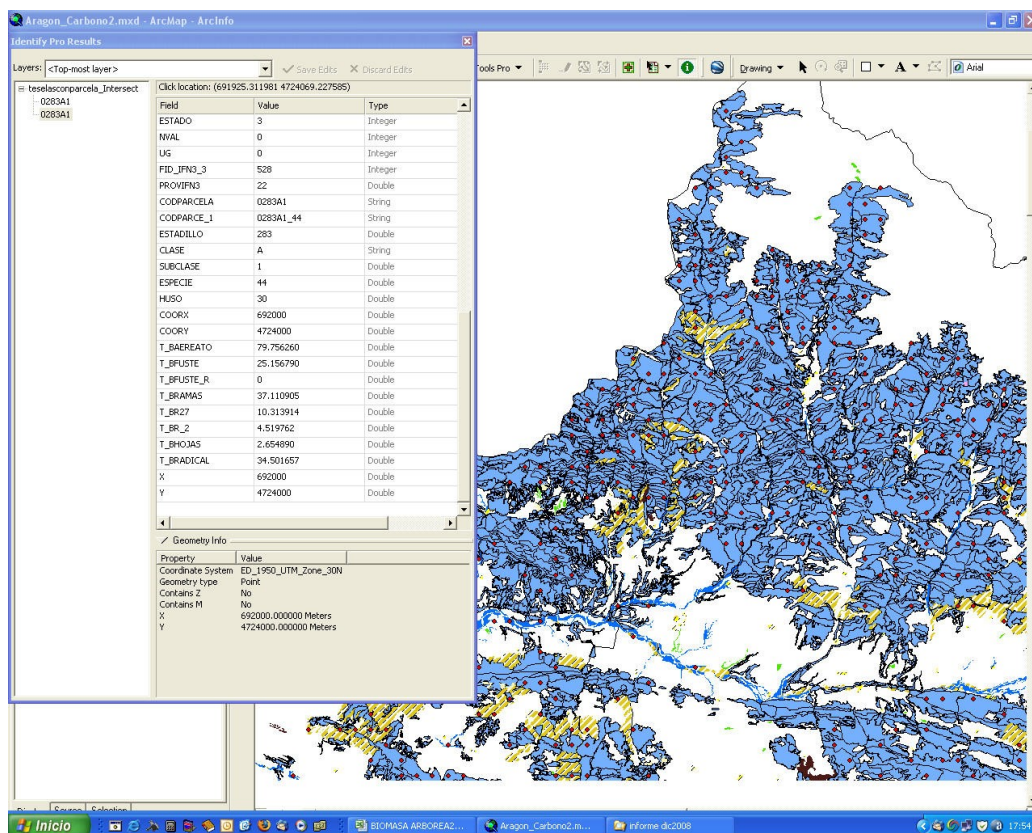 Aragon_Carbono2.mxd - ArcMap - ArcInfo
Identify Pro Results
Layers: <Top-most layer> Save Edits Discard Edits
Tools Pro Drawing A Arial
teselasconparcela_Intersect
0283A1
0283A1
Click location: (691925.311981 4724069.227585)
Field Value Type
ESTADO 3 Integer
NVAL 0 Integer
UG 0 Integer
FID_IFN3_3 528 Integer
PROVIFN3 22 Double
CODPARCELA 0283A1 String
CODPARCE_1 0283A1_44 String
ESTADILLO 283 Double
CLASE A String
SUBCLASE 1 Double
ESPECIE 44 Double
HUSO 30 Double
COORX 692000 Double
COORY 4724000 Double
T_BAEREATO 79.756260 Double
T_BFUSTE 25.156790 Double
T_BFUSTE_R 0 Double
T_BRAMAS 37.110905 Double
T_BR27 10.313914 Double
T_BR_2 4.519762 Double
T_BHOJAS 2.654890 Double
T_BRADICAL 34.501657 Double
X 692000 Double
Y 4724000 Double
Geometry Info
Property Value
Coordinate System ED_1950_UTM_Zone_30N
Geometry type Point
Contains Z No
Contains M No
X 692000.000000 Meters
Y 4724000.000000 Meters
Source Selection
Inicio BIOMASA ARBOREA2... Aragon_Carbono2.m... informe dic2008 17:54